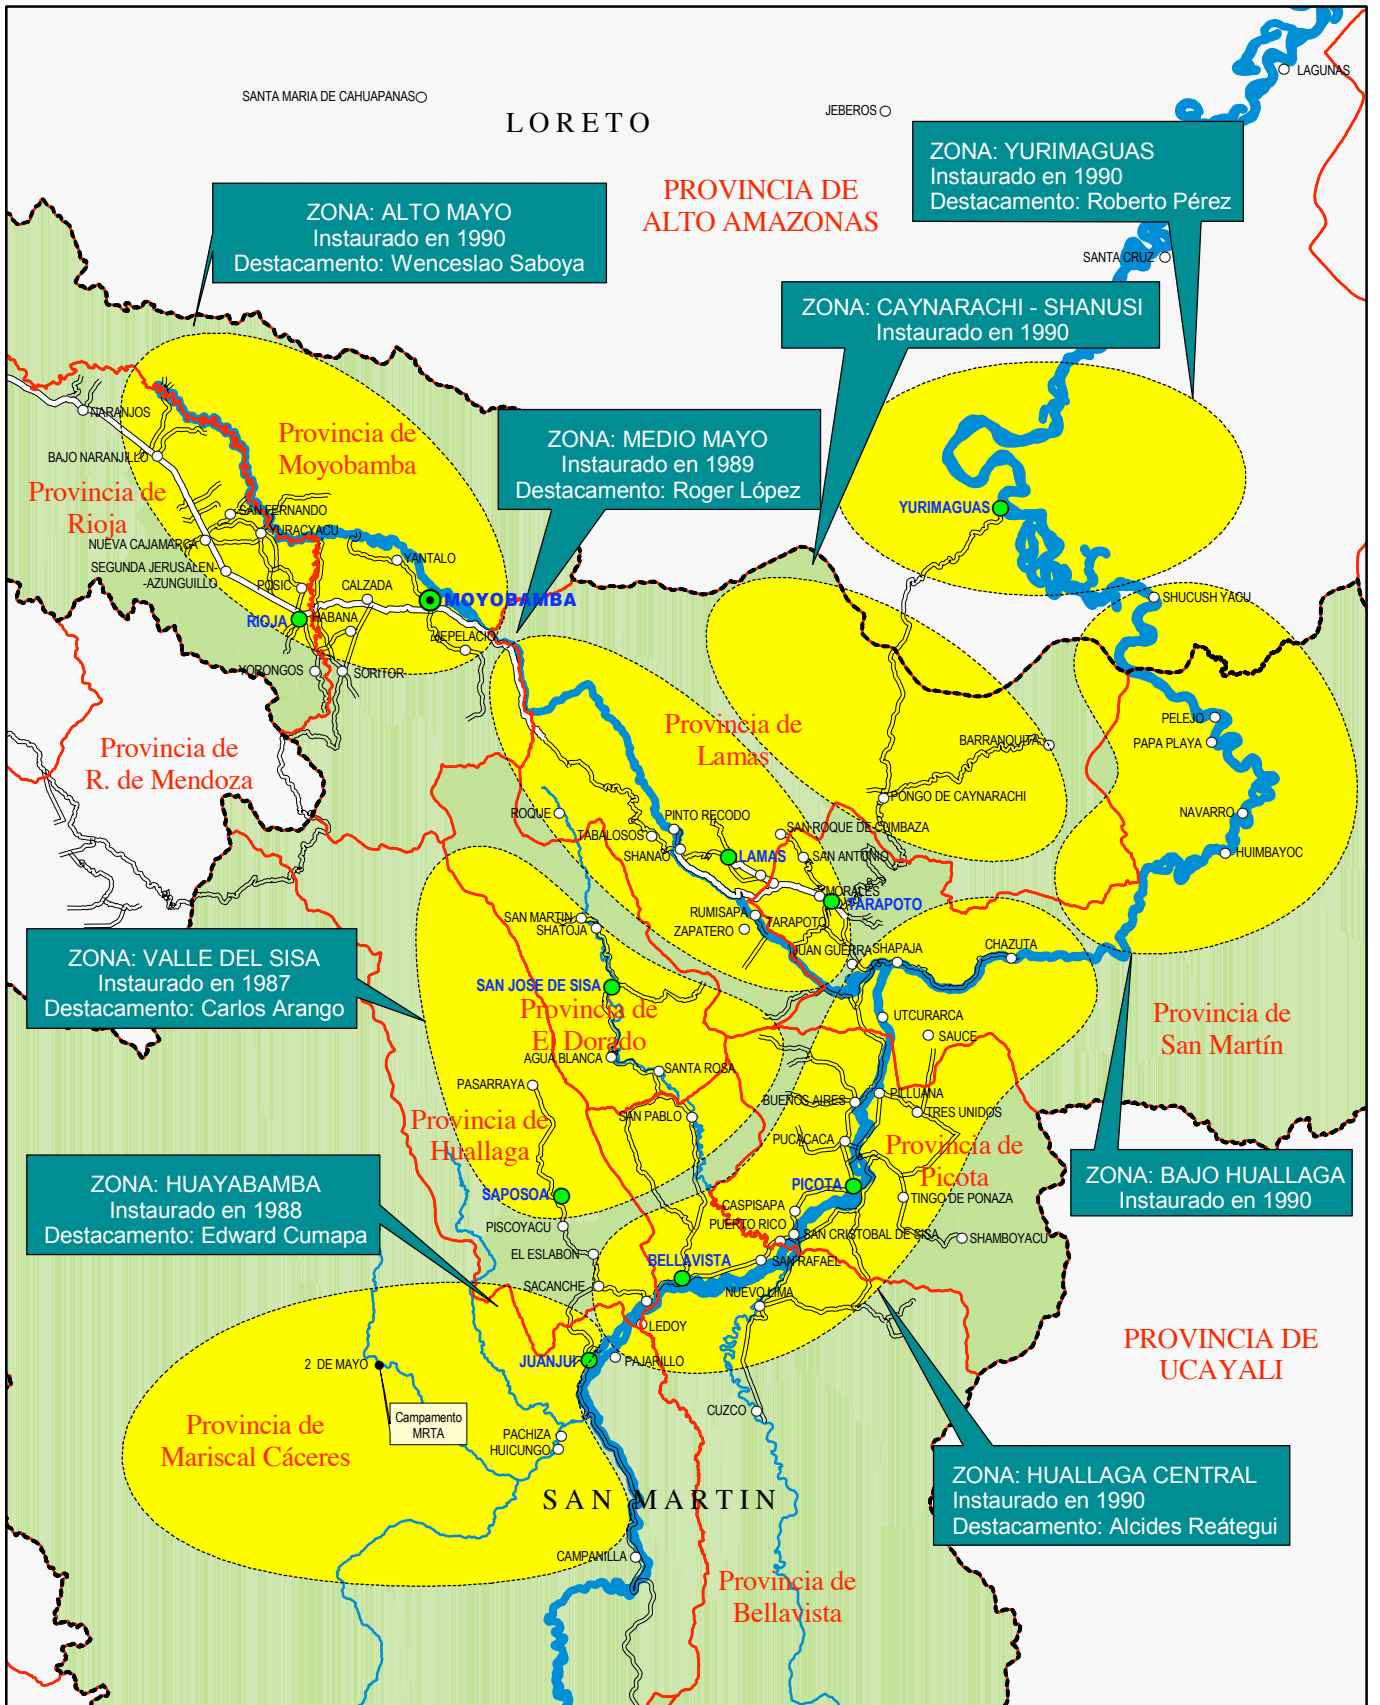 LAGUNAS
SANTA MARIA DE CAHUAPANAS
JEBEROS
LORETO
ZONA: YURIMAGUAS
Instaurado en 1990
Destacamento: Roberto Pérez
PROVINCIA DE
ALTO AMAZONAS
ZONA: ALTO MAYO
Instaurado en 1990
Destacamento: Wenceslao Saboya
SANTA CRUZ
ZONA: CAYNARACHI - SHANUSI
Instaurado en 1990
NARANJOS
ZONA: MEDIO MAYO
Instaurado en 1989
Destacamento: Roger López
Provincia de
Moyobamba
BAJO NARANJILLO
Provincia de
Rioja
SAN FERNANDO
YURACYACU
NUEVA CAJAMARCA
YANTALO
SEGUNDA JERUSALEN-
-AZUNGUILLO
POSIC
CALZADA
MOYOBAMBA
RIOJA
HABANA
JEPELACIO
YORONGOS
SORITOR
YURIMAGUAS
SHUCUSH YACU
Provincia de
R. de Mendoza
Provincia de
Lamas
BARRANQUITA
PELEJO
PAPA PLAYA
PONGO DE CAYNARACHI
NAVARRO
HUIMBAYOC
ROQUE
PINTO RECODO
TABALOSOS
SHANAO
LAMAS
SAN ROQUE DE CUMBAZA
SAN ANTONIO
MORALES
TARAPOTO
RUMISAPA
TARAPOTO
ZAPATERO
JUAN GUERRA
SHAPAJA
CHAZUTA
SAN MARTIN
SHATOJA
ZONA: VALLE DEL SISA
Instaurado en 1987
Destacamento: Carlos Arango
SAN JOSE DE SISA
Provincia de
El Dorado
UTCURARCA
SAUCE
Provincia de
San Martín
AGUA BLANCA
SANTA ROSA
PASARRAYA
BUENOS AIRES
PILLUANA
TRES UNIDOS
SAN PABLO
Provincia de
Huallaga
PUCACACA
Provincia de
Picota
ZONA: BAJO HUALLAGA
Instaurado en 1990
ZONA: HUAYABAMBA
Instaurado en 1988
Destacamento: Edward Cumapa
SAPOSOA
PICOTA
TINGO DE PONAZA
CASPISAPA
PISCOYACU
PUERTO RICO
SAN CRISTOBAL DE SISA
SHAMBOYACU
EL ESLABON
BELLAVISTA
SAN RAFAEL
SACANCHE
NUEVO LIMA
LEDOY
JUANJUI
PAJARILLO
2 DE MAYO
PROVINCIA DE
UCAYALI
CUZCO
Campamento
MRTA
Provincia de
Mariscal Cáceres
PACHIZA
HUICUNGO
ZONA: HUALLAGA CENTRAL
Instaurado en 1990
Destacamento: Alcides Reátegui
SAN MARTIN
CAMPANILLA
Provincia de
Bellavista